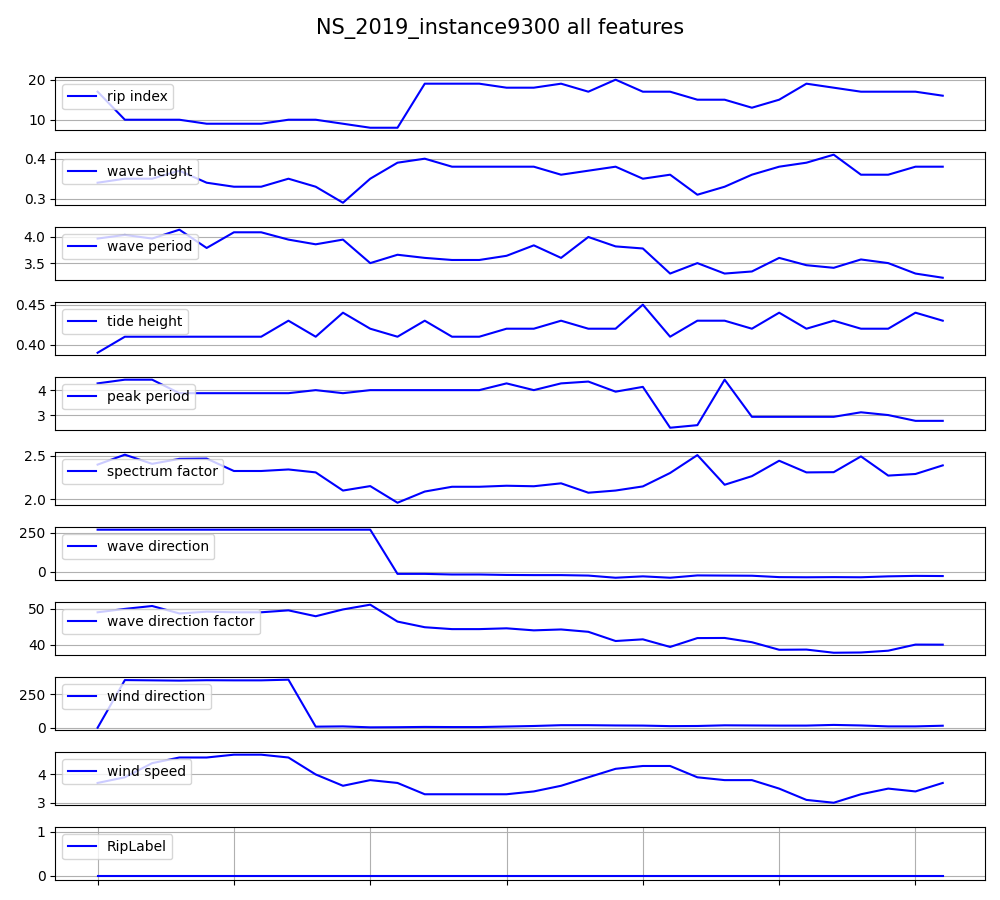 NS_2019_instance9300 all features
20
10
rip index
0.4
0.3
wave height
4.0
3.5
wave period
0.45
0.40
tide height
4
3
peak period
2.5
2.0
spectrum factor
250
0
wave direction
50
40
wave direction factor
250
0
wind direction
4
3
wind speed
1
0
RipLabel